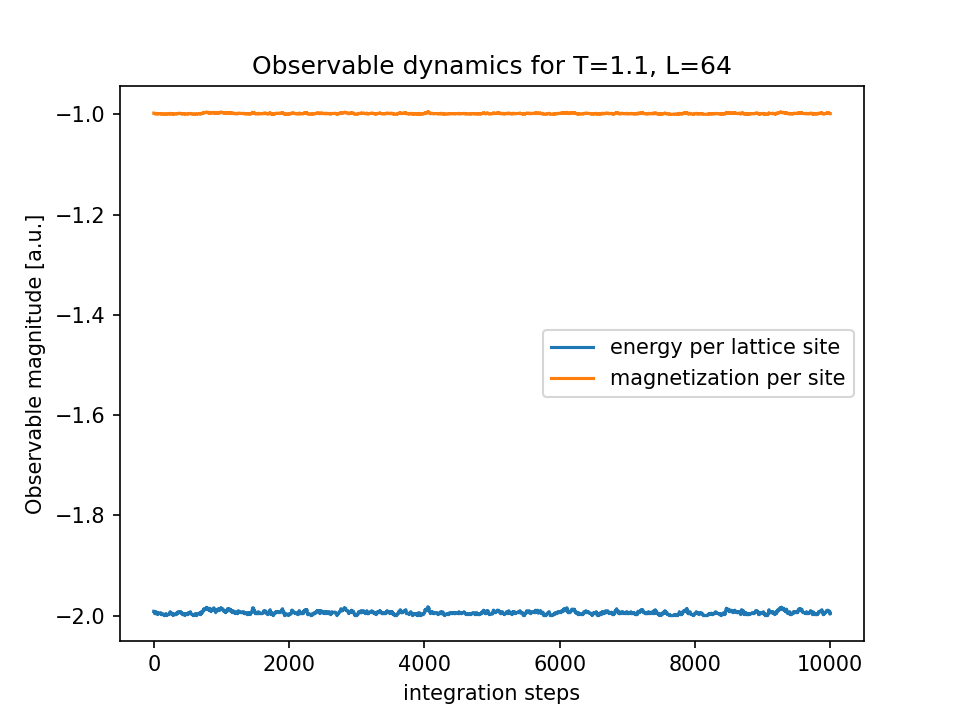 Observable dynamics for T=1.1, L=64
Observable magnitude [a.u.]
−1.0
−1.2
−1.4
−1.6
−1.8
−2.0
energy per lattice site
magnetization per site
0 2000 4000 6000 8000 10000
integration steps